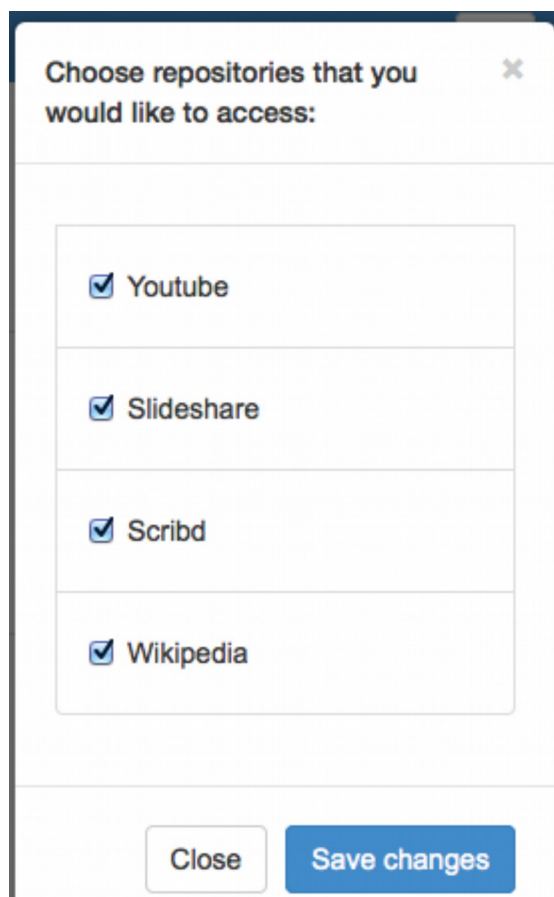 Choose repositories that you
would like to access:
Youtube
Slideshare
Scribd
Wikipedia
Close
Save changes